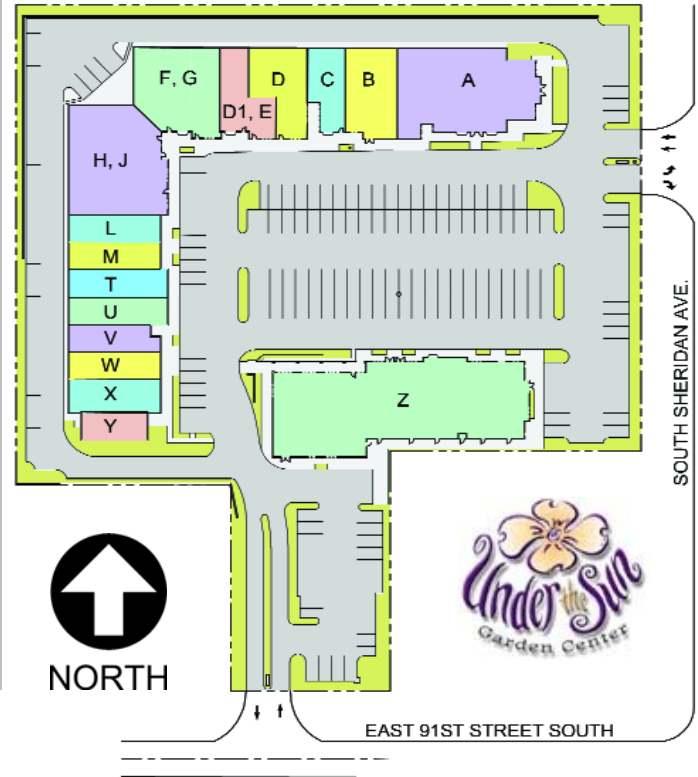 F, G
D1, E
D
C
B
A
H, J
L
M
T
U
V
W
X
Y
Z
SOUTH SHERIDAN AVE.
Under the Sun
Garden Center
NORTH
EAST 91ST STREET SOUTH